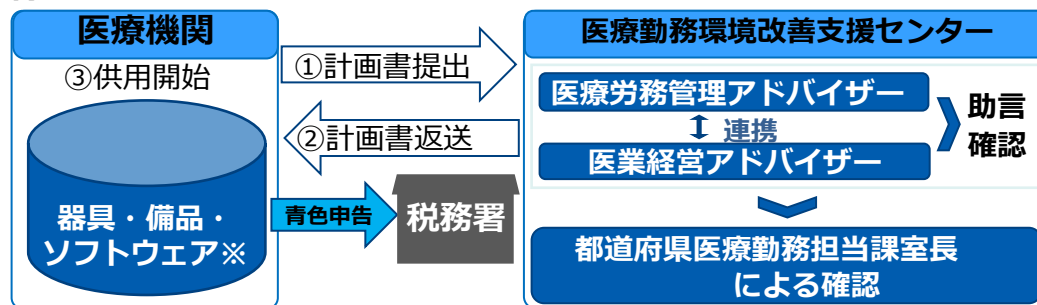 医療機関
③供用開始
器具・備品・
ソフトウェア※
①計画書提出
②計画書返送
青色申告
税務署
医療勤務環境改善支援センター
医療労務管理アドバイザー
連携
医業経営アドバイザー
助言
確認
都道府県医療勤務担当課室長
による確認